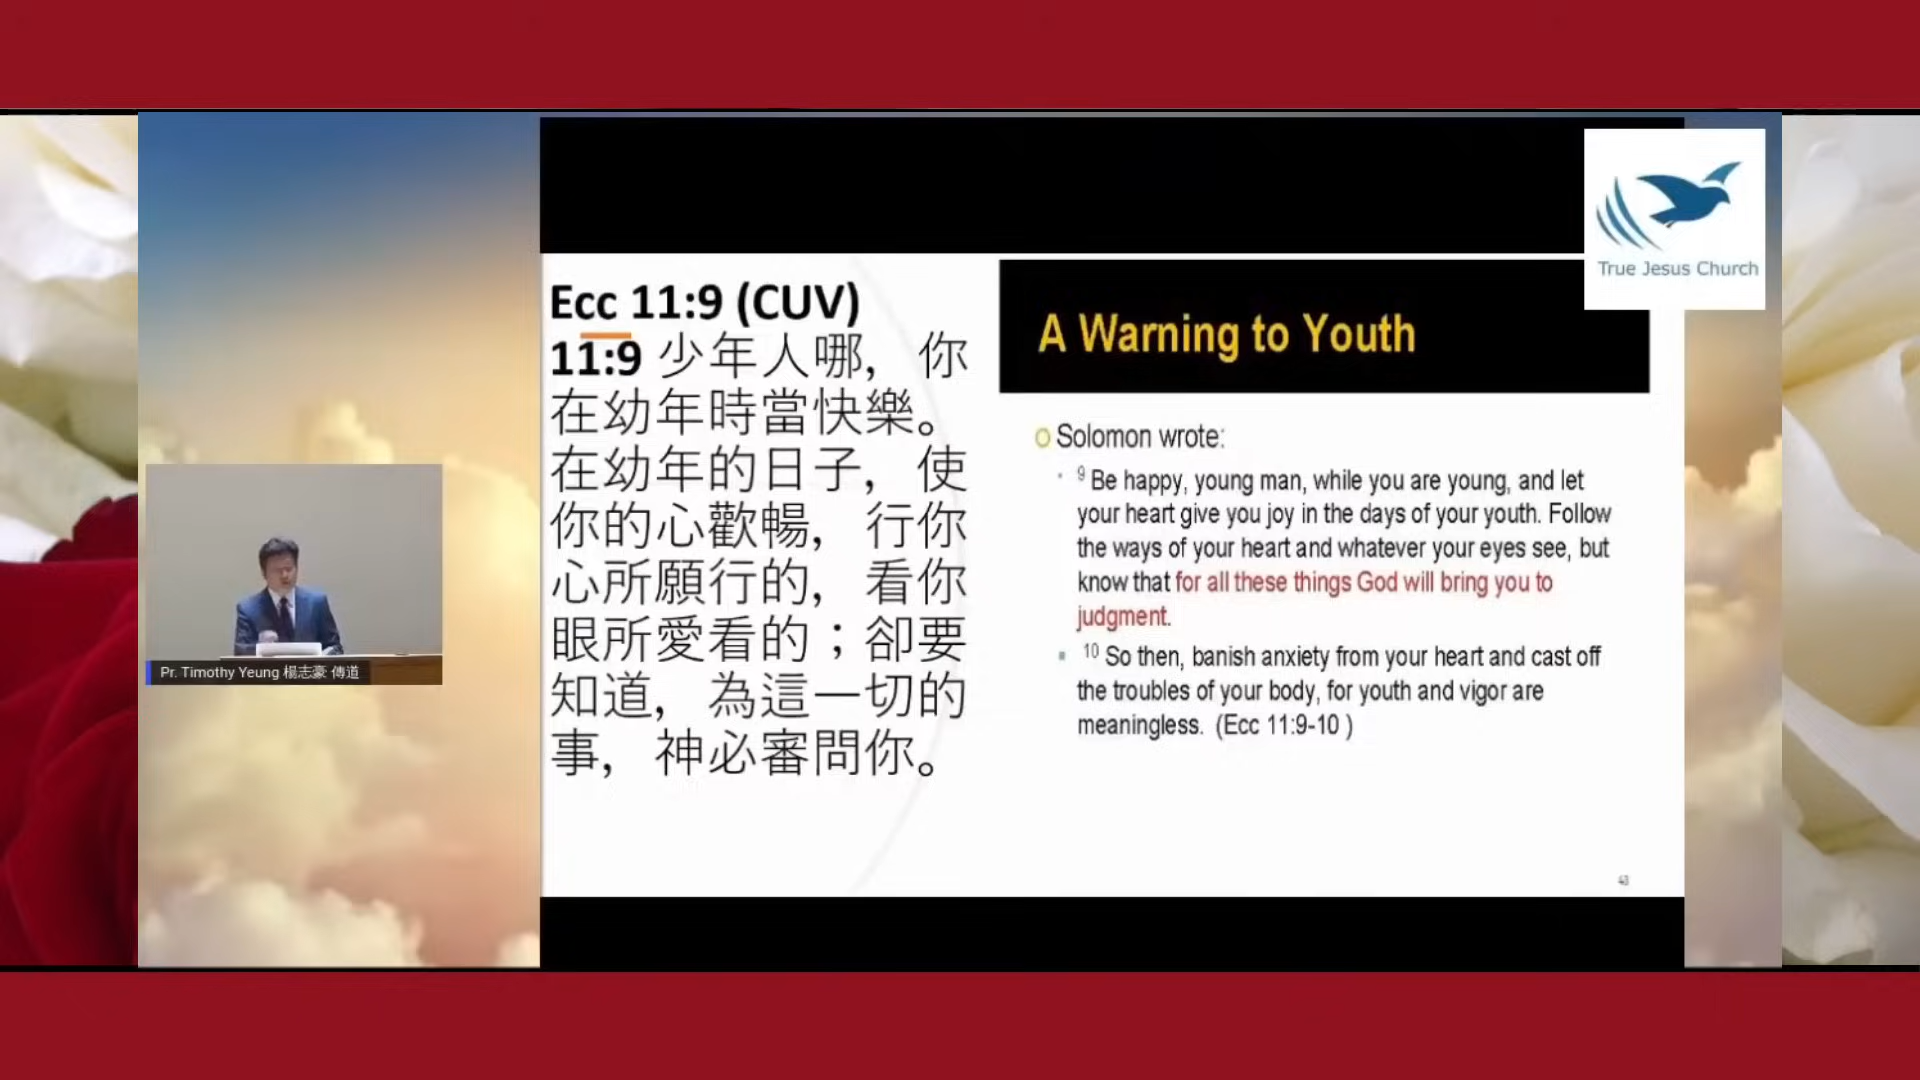 True Jesus Church
Ecc 11:9 (CUV)
11:9 少年人哪，你
在幼年時當快樂。
在幼年的日子，使
你的心歡暢，行你
心所願行的，看你
眼所愛看的；卻要
知道，為這一切的
事，神必審問你。
A Warning to Youth
Solomon wrote:
9 Be happy, young man, while you are young, and let
your heart give you joy in the days of your youth. Follow
the ways of your heart and whatever your eyes see, but
know that for all these things God will bring you to
judgment.
10 So then, banish anxiety from your heart and cast off
the troubles of your body, for youth and vigor are
meaningless. (Ecc 11:9-10 )
Pr. Timothy Yeung 楊志豪 傳道